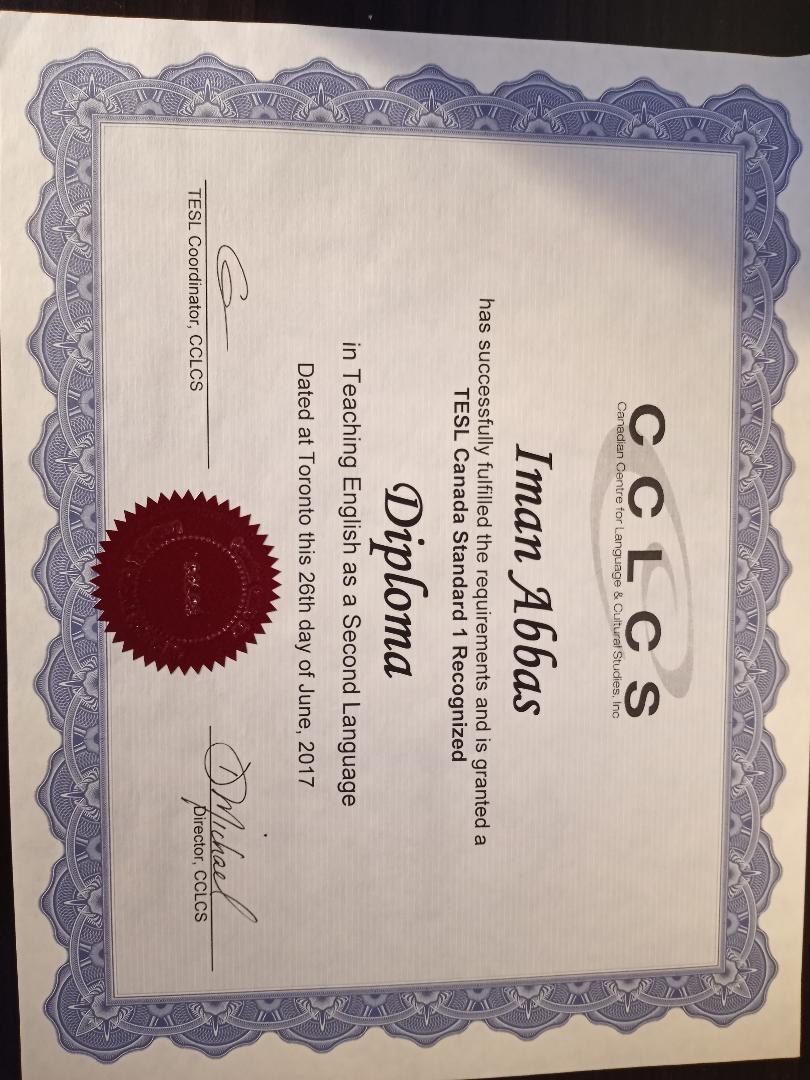 CCLCS
Canadian Centre for Language & Cultural Studies, Inc
Iman Abbas
has successfully fulfilled the requirements and is granted a
TESL Canada Standard 1 Recognized
Diploma
in Teaching English as a Second Language
Dated at Toronto this 26th day of June, 2017
D Michael
TESL Coordinator, CCLCS
Director, CCLCS